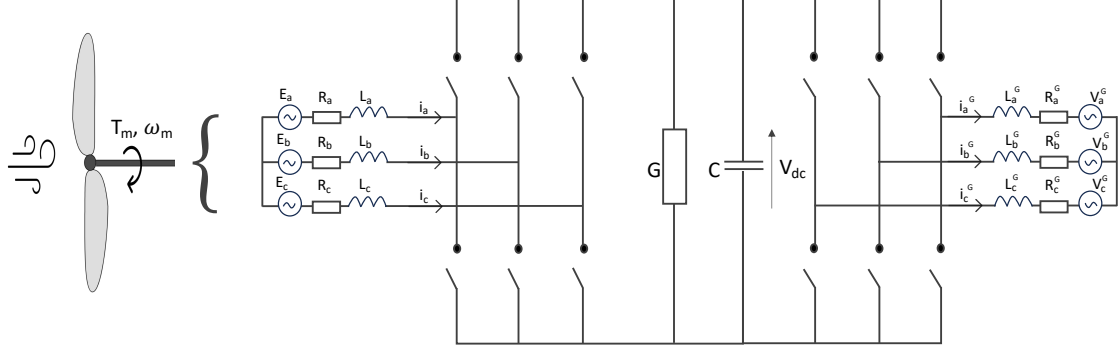 Tm, ωm
Ea Ra La ia
Eb Rb Lb ib
Ec Rc Lc ic
G C Vdc
iaG LaG RaG VaG
ibG LbG RbG VbG
icG LcG RcG VcG